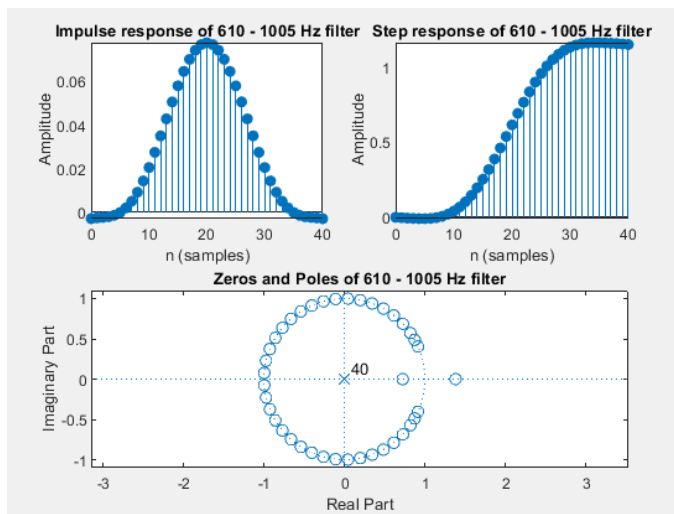 Impulse response of 610 - 1005 Hz filter
Amplitude
0.06
0.04
0.02
0
0 10 20 30 40
n (samples)
Step response of 610 - 1005 Hz filter
Amplitude
1
0.5
0
0 10 20 30 40
n (samples)
Zeros and Poles of 610 - 1005 Hz filter
Imaginary Part
1
0.5
0
-0.5
-1
40
-3 -2 -1 0 1 2 3
Real Part